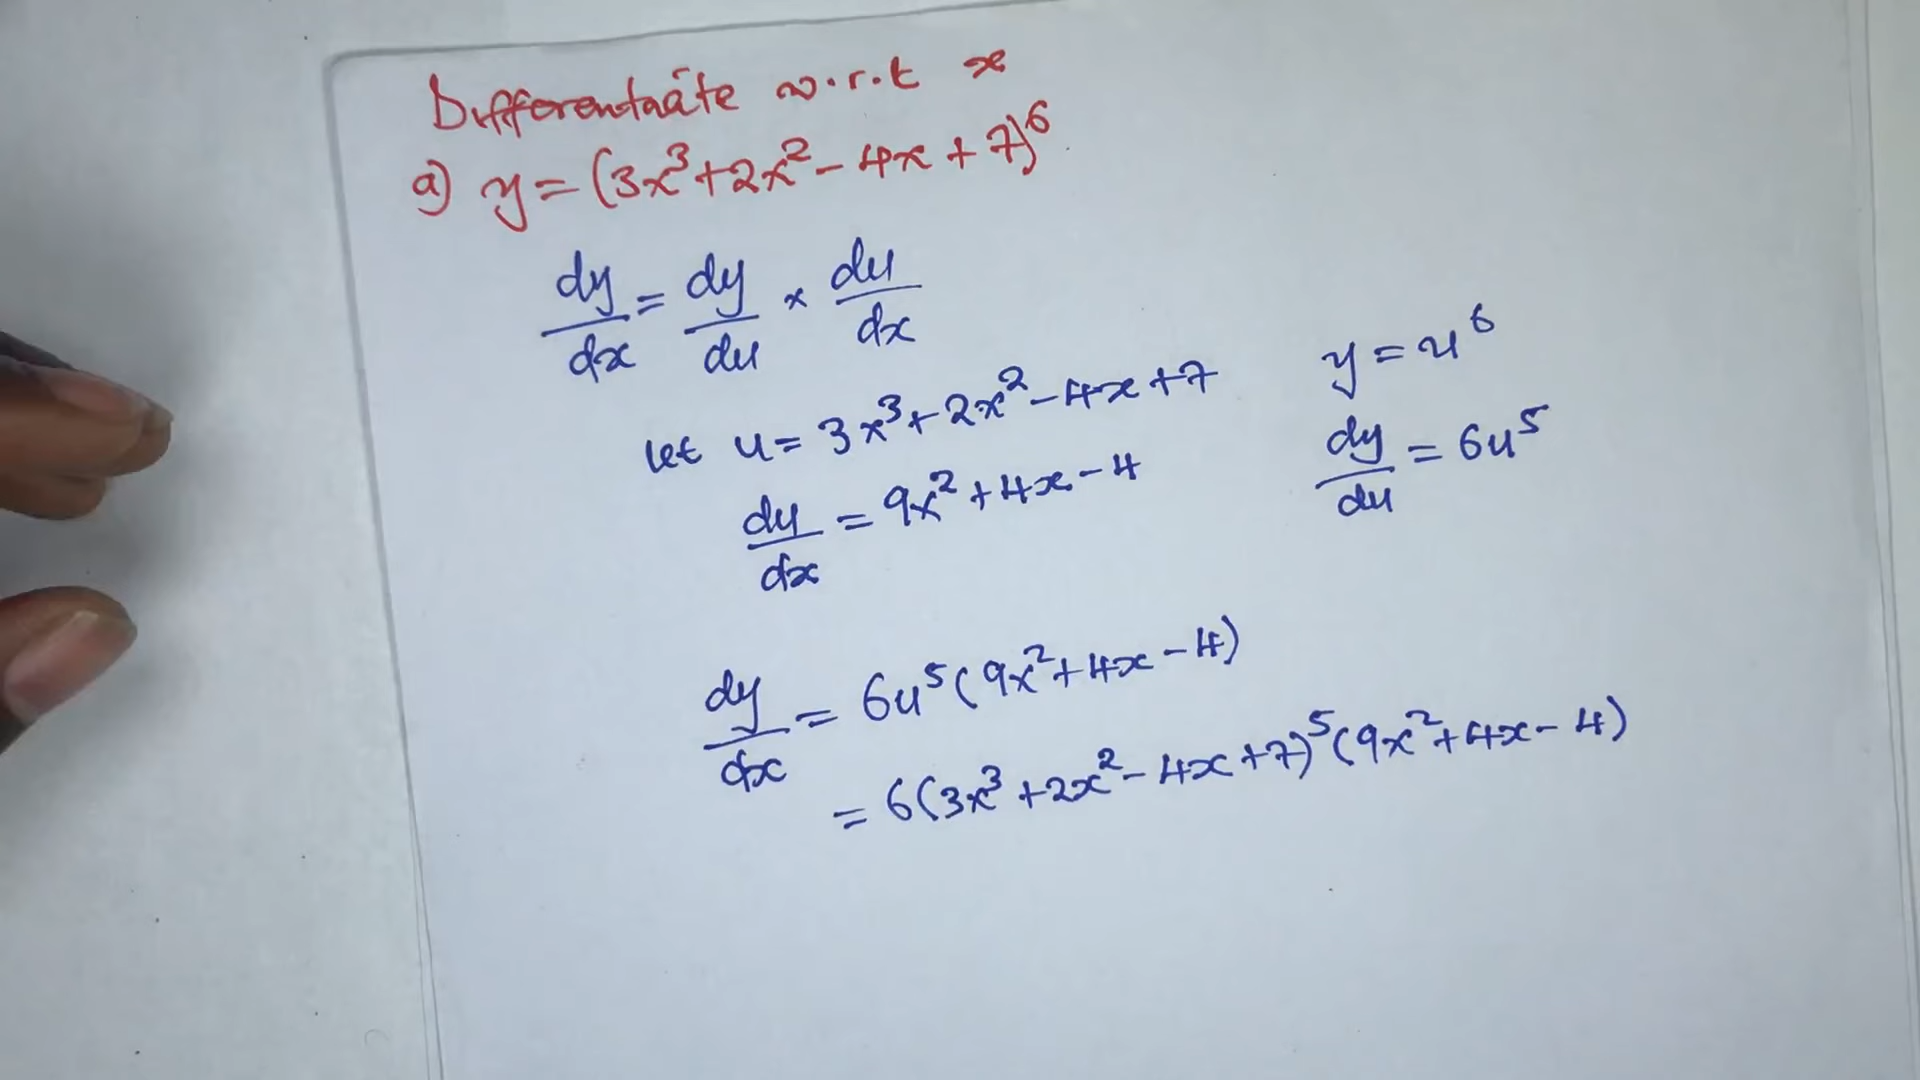 Differentiate w.r.t x
a) y = (3x³+2x²-4x+7)⁶
dy/dx = dy/du × du/dx
let u = 3x³+2x²-4x+7
du/dx = 9x²+4x-4
y = u⁶
dy/du = 6u⁵
dy/dx = 6u⁵(9x²+4x-4)
= 6(3x³+2x²-4x+7)⁵(9x²+4x-4)